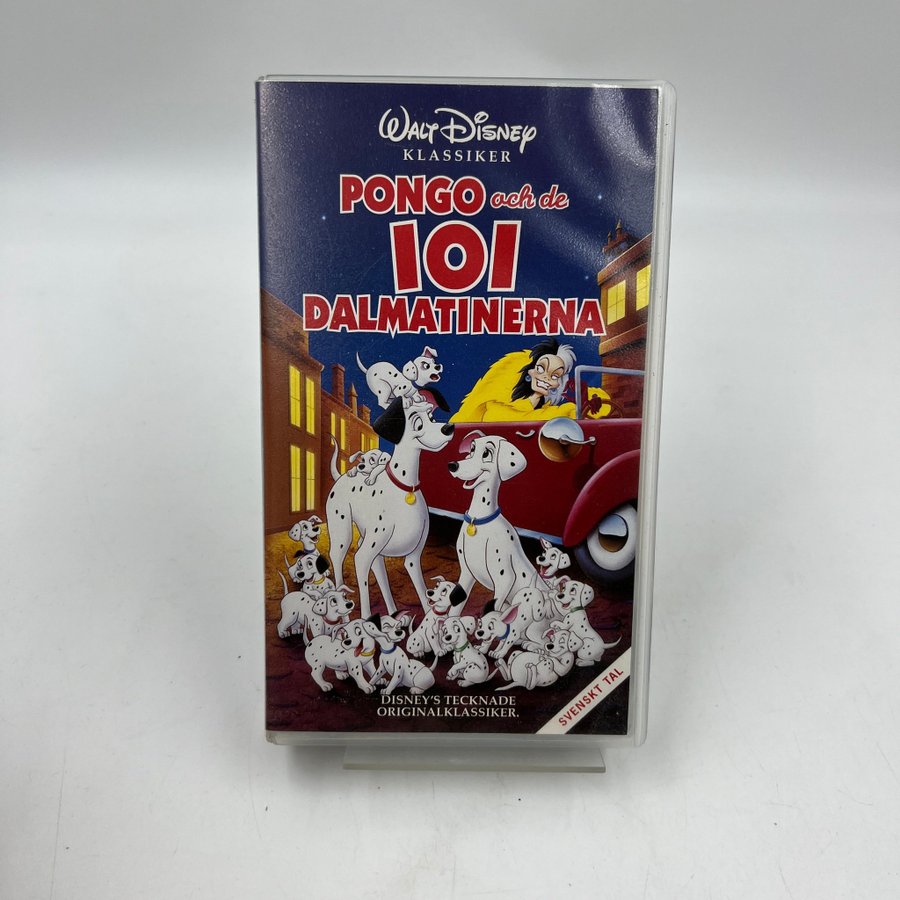 WALT DISNEY
KLASSIKER
PONGO och de
101
DALMATINERNA
DISNEY'S TECKNADE
ORIGINALKLASSIKER.
SVENSKT TAL